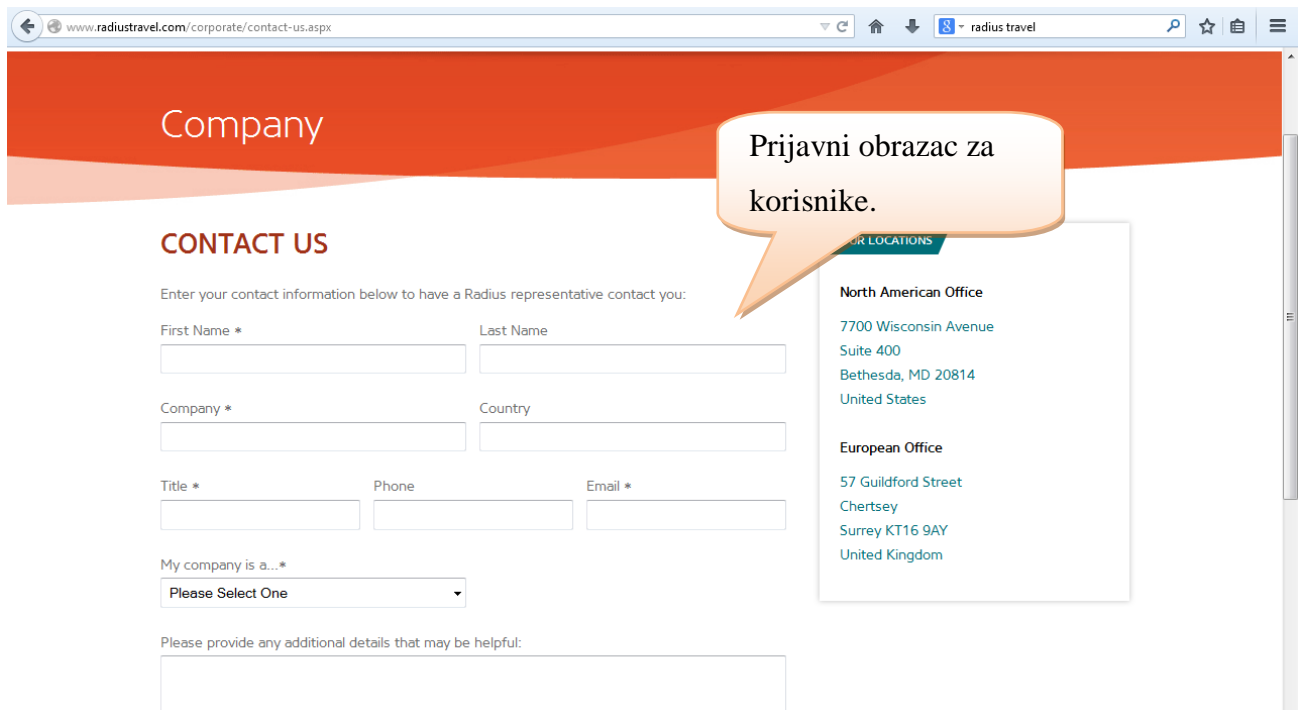 www.radiustravel.com/corporate/contact-us.aspx
radius travel
Company
Prijavni obrazac za
korisnike.
CONTACT US
Enter your contact information below to have a Radius representative contact you:
First Name *
Last Name
Company *
Country
Title *
Phone
Email *
My company is a...*
Please Select One
Please provide any additional details that may be helpful:
LOCATIONS
North American Office
7700 Wisconsin Avenue
Suite 400
Bethesda, MD 20814
United States
European Office
57 Guildford Street
Chertsey
Surrey KT16 9AY
United Kingdom